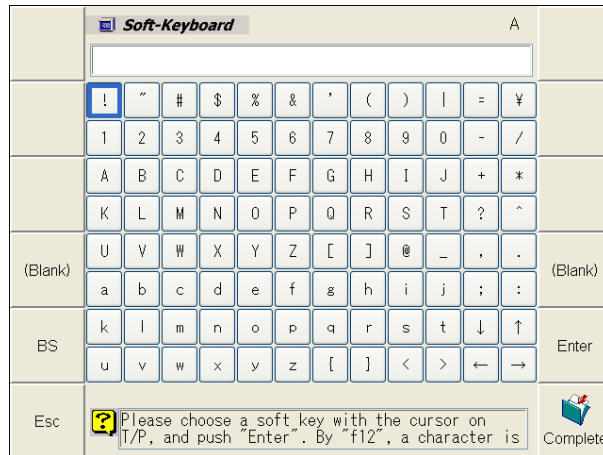 Soft-Keyboard A
! " # $ % & ' ( ) | = ¥
1 2 3 4 5 6 7 8 9 0 - /
A B C D E F G H I J + *
K L M N O P Q R S T ? ^
(Blank) U V W X Y Z [ ] @ _ , . (Blank)
a b c d e f g h i j ; :
BS k l m n o p q r s t ↓ ↑ Enter
u v w x y z { } < > ← →
Esc Please choose a soft key with the cursor on
T/P, and push "Enter". By "f12", a character is Complete